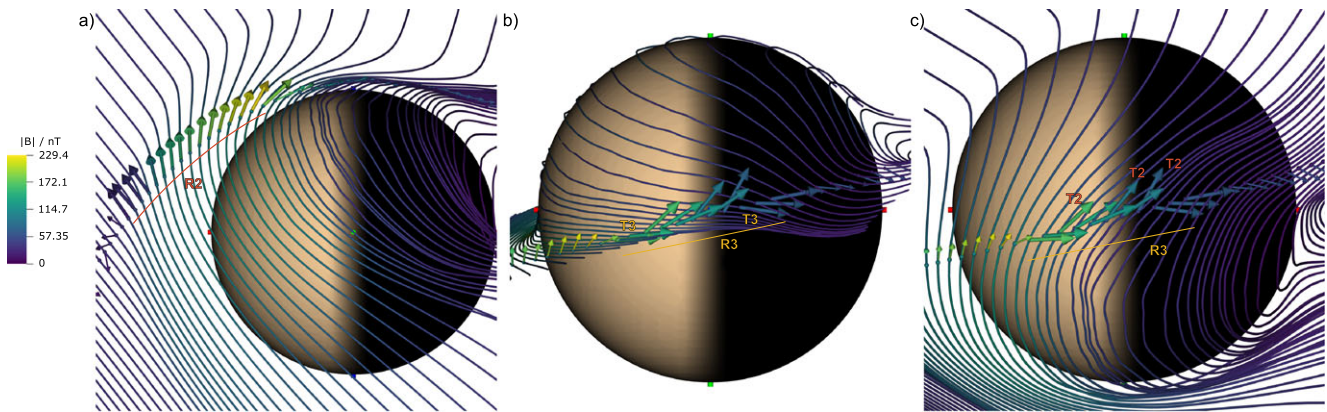 a)
b)
c)
|B| / nT
229.4
172.1
114.7
57.35
0
R2
T3
T3
R3
T2
T2
T2
R3